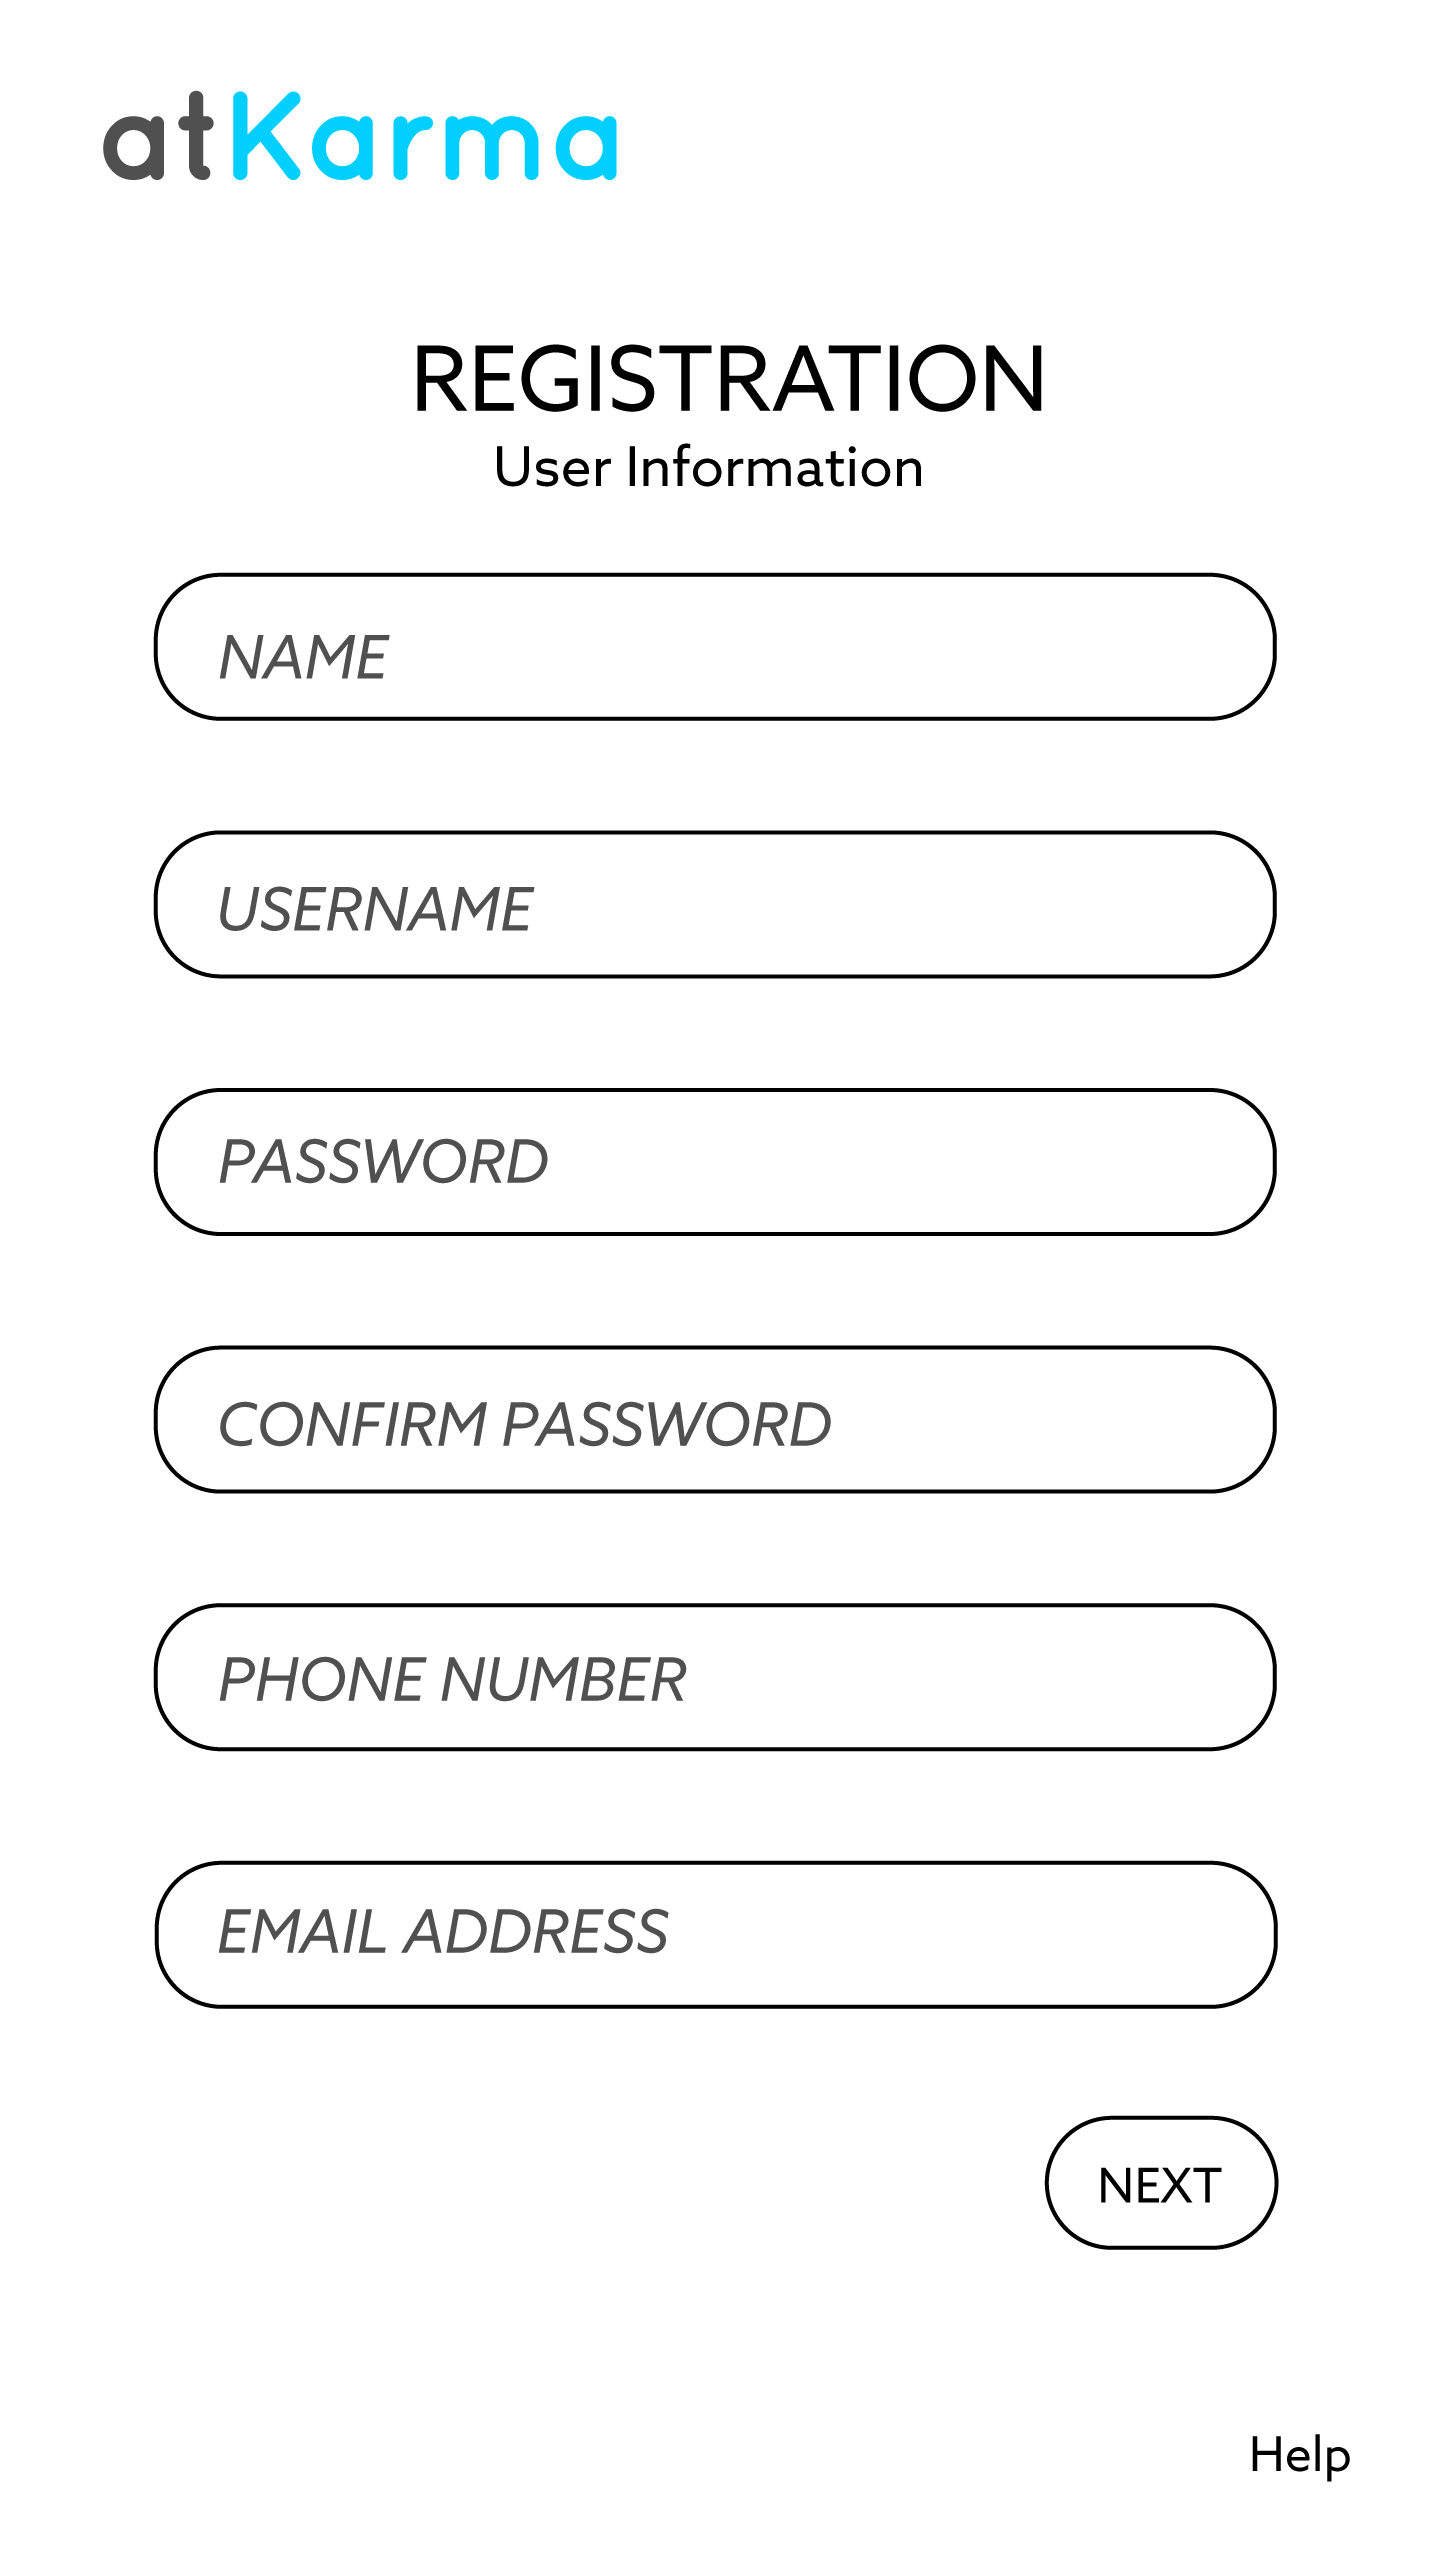 atKarma
REGISTRATION
User Information
NAME
USERNAME
PASSWORD
CONFIRM PASSWORD
PHONE NUMBER
EMAIL ADDRESS
NEXT
Help